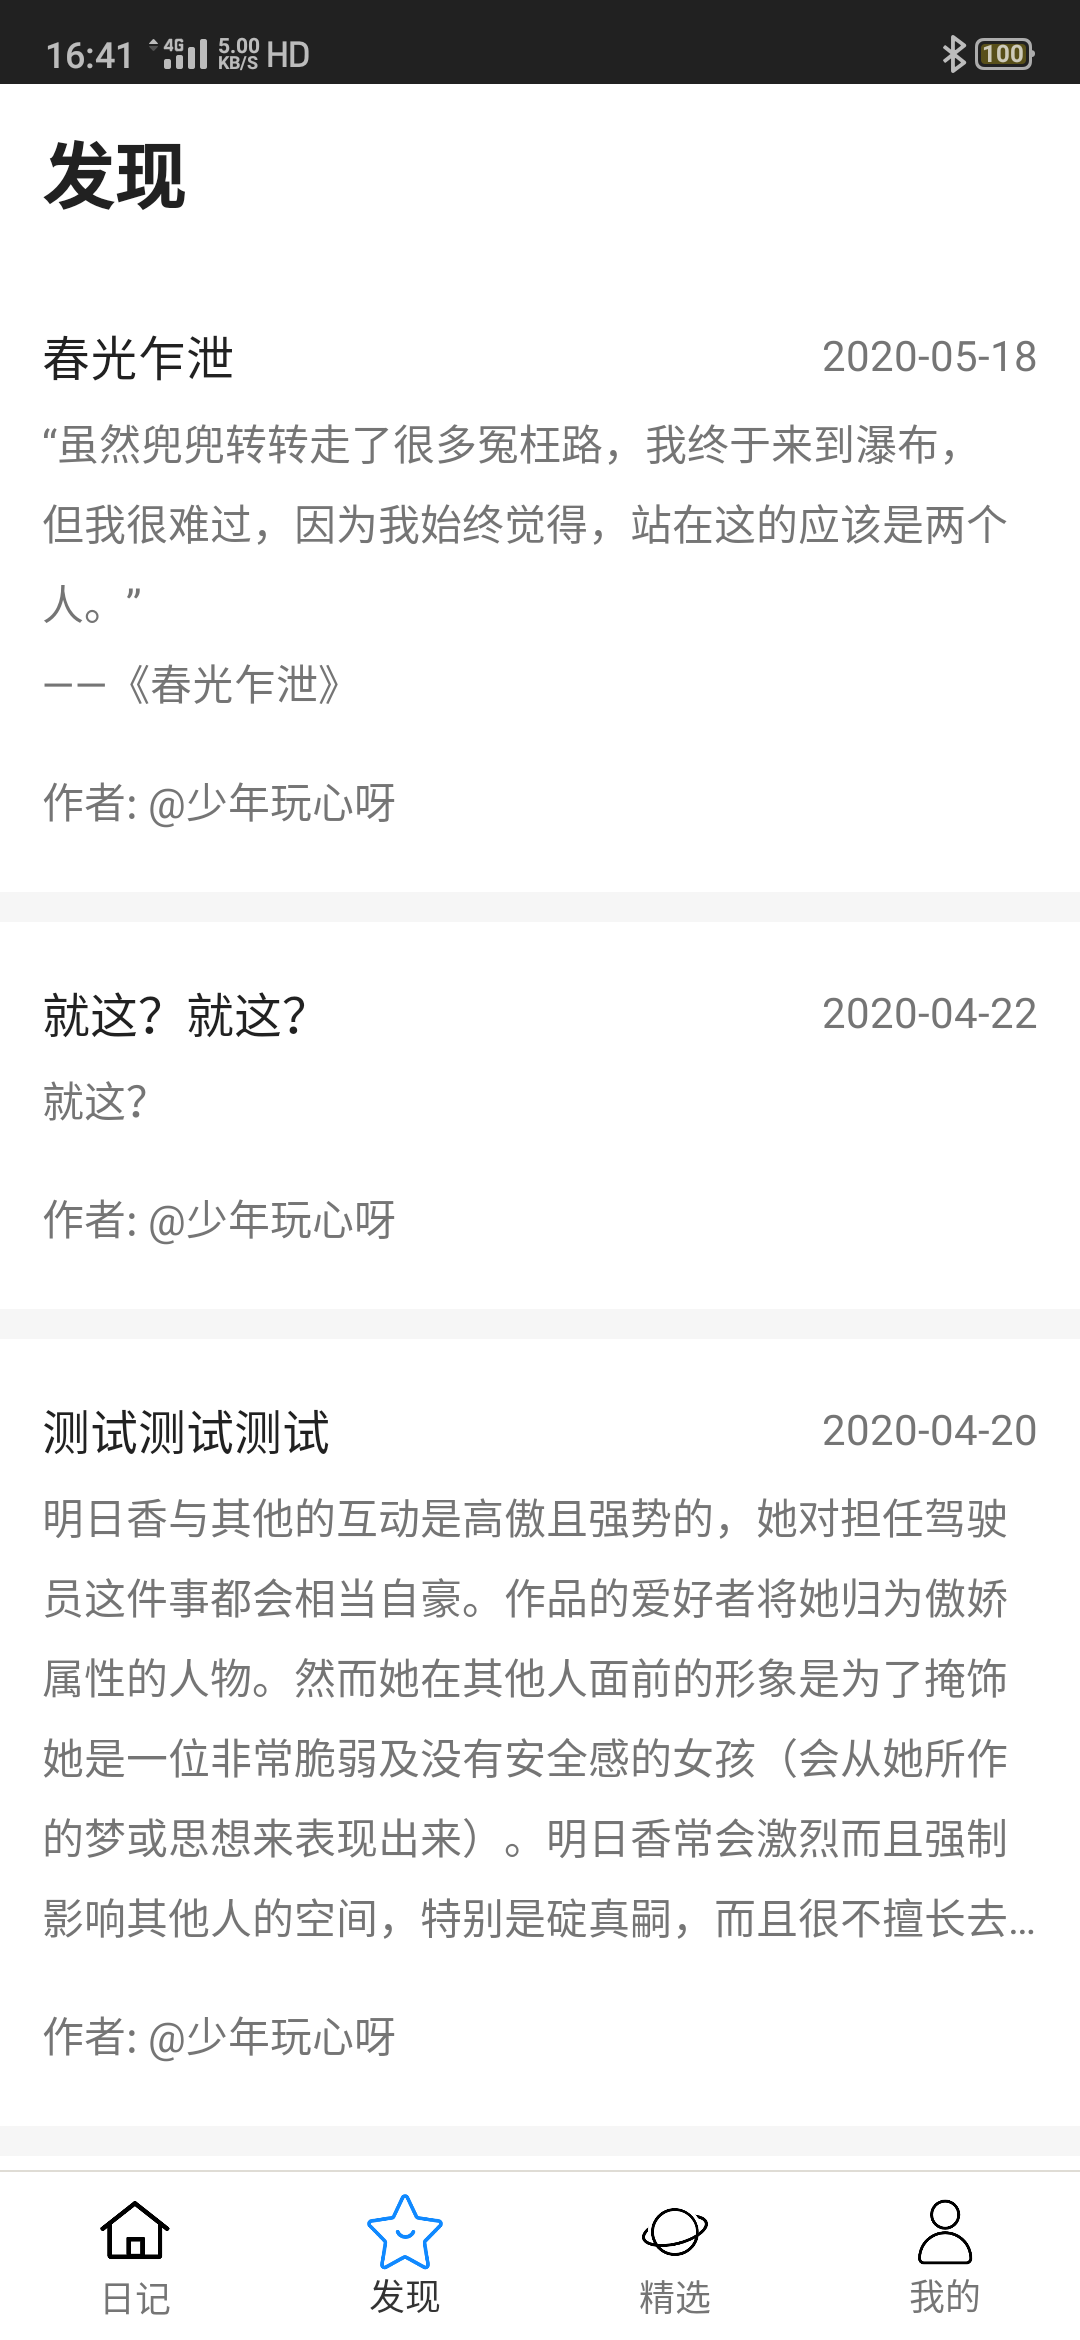 16:41 4G 5.00 KB/S HD 100
发现
春光乍泄 2020-05-18
“虽然兜兜转转走了很多冤枉路，我终于来到瀑布，
但我很难过，因为我始终觉得，站在这的应该是两个
人。”
——《春光乍泄》
作者: @少年玩心呀
就这？就这？ 2020-04-22
就这？
作者: @少年玩心呀
测试测试测试 2020-04-20
明日香与其他的互动是高傲且强势的，她对担任驾驶
员这件事都会相当自豪。作品的爱好者将她归为傲娇
属性的人物。然而她在其他人面前的形象是为了掩饰
她是一位非常脆弱及没有安全感的女孩（会从她所作
的梦或思想来表现出来）。明日香常会激烈而且强制
影响其他人的空间，特别是碇真嗣，而且很不擅长去...
作者: @少年玩心呀
日记 发现 精选 我的